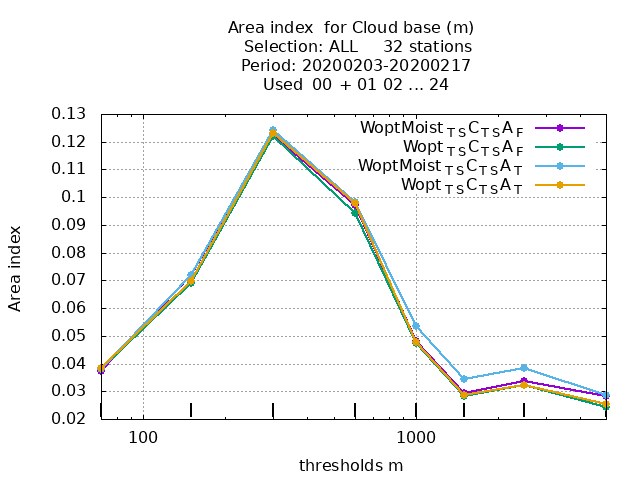 Area index  for Cloud base (m)
Selection: ALL     32 stations
Period: 20200203-20200217
Used  00 + 01 02 ... 24
WoptMoist TS C TS A F
Wopt TS C TS A F
WoptMoist TS C TS A T
Wopt TS C TS A T
0.13
0.12
0.11
0.1
0.09
0.08
0.07
0.06
0.05
0.04
0.03
0.02
Area index
100
1000
thresholds m